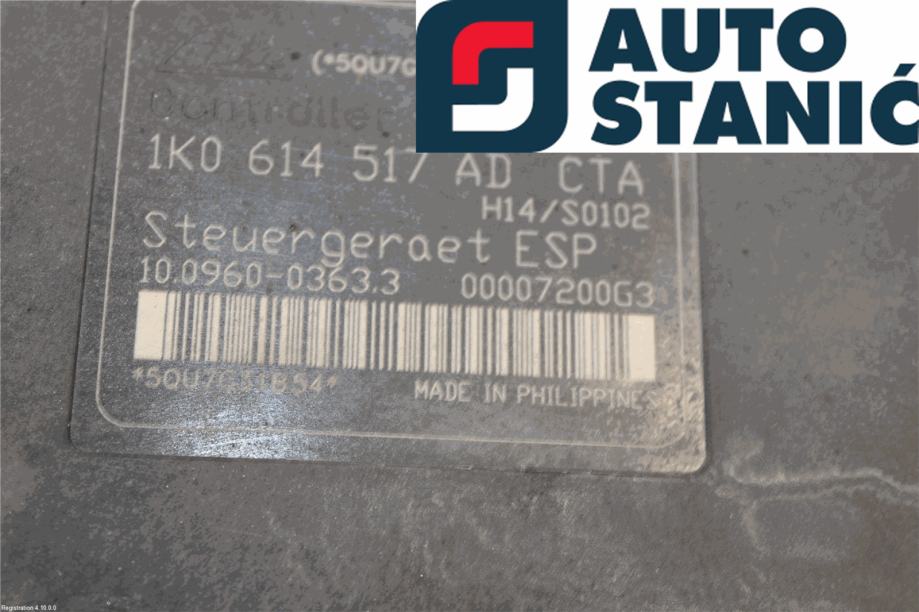 AUTO
STANIĆ
(*5QU7G
Controller
1K0 614 517 AD CTA
H14/S0102
Steuergeraet ESP
10.0960-0363.3 00007200G3
MADE IN PHILIPPINES
Registration 4.10.0.0